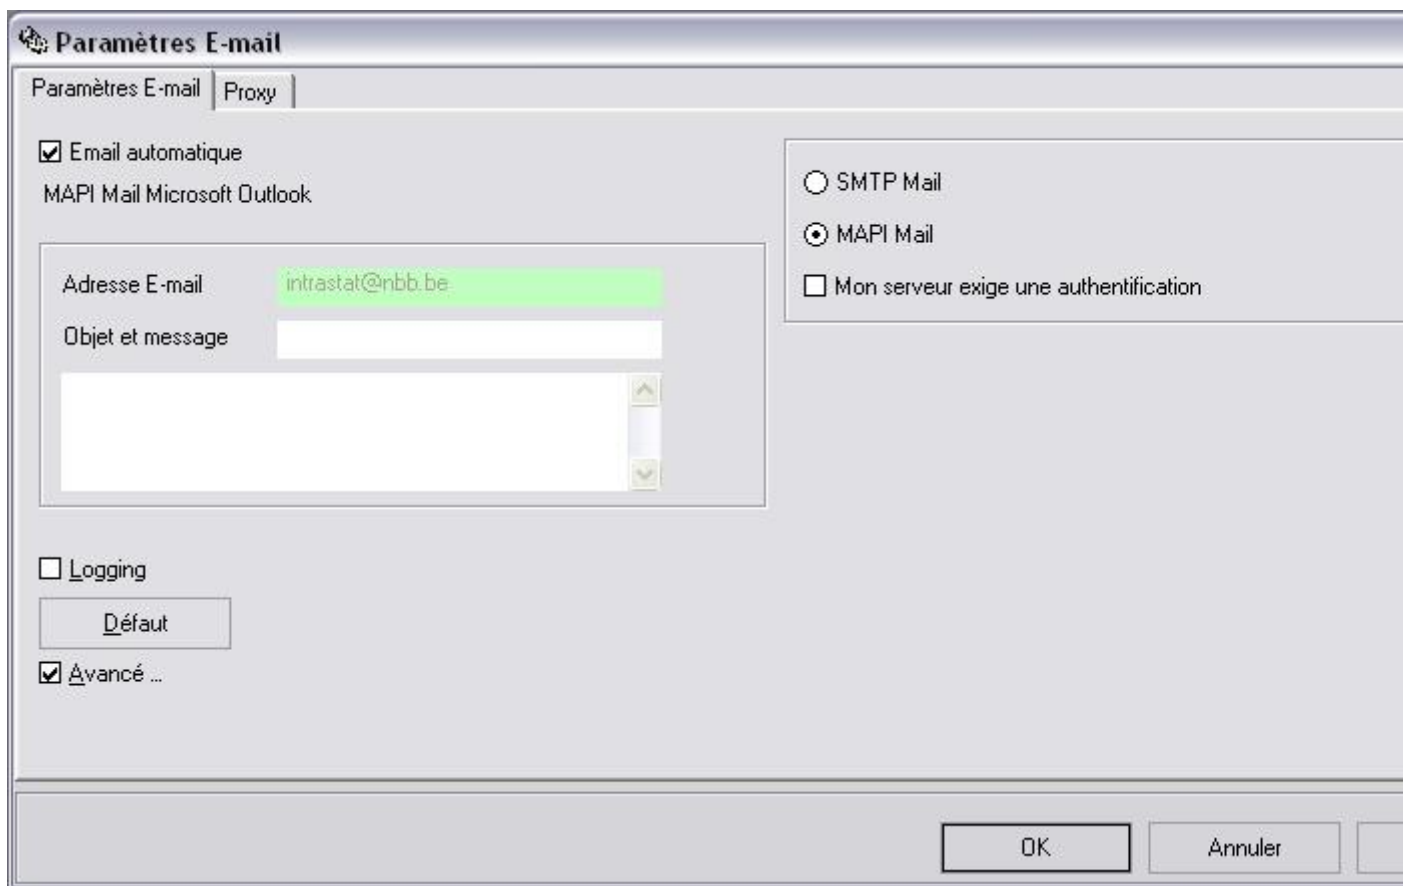 Paramètres E-mail
Paramètres E-mail
Proxy
Email automatique
MAPI Mail Microsoft Outlook
Adresse E-mail
intrastat@nbb.be
Objet et message
SMTP Mail
MAPI Mail
Mon serveur exige une authentification
Logging
Défaut
Avancé ...
OK
Annuler